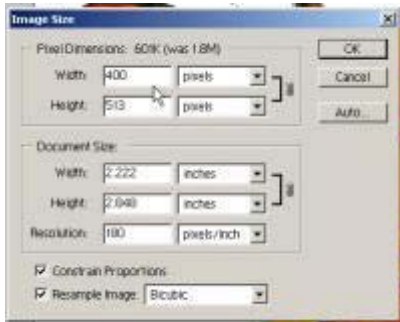 Image Size
Pixel Dimensions: 601K (was 1.8M)
OK
Width: 400 pixels
Cancel
Height: 513 pixels
Auto...
Document Size:
Width: 2.222 inches
Height: 2.848 inches
Resolution: 180 pixels/inch
Constrain Proportions
Resample Image: Bicubic